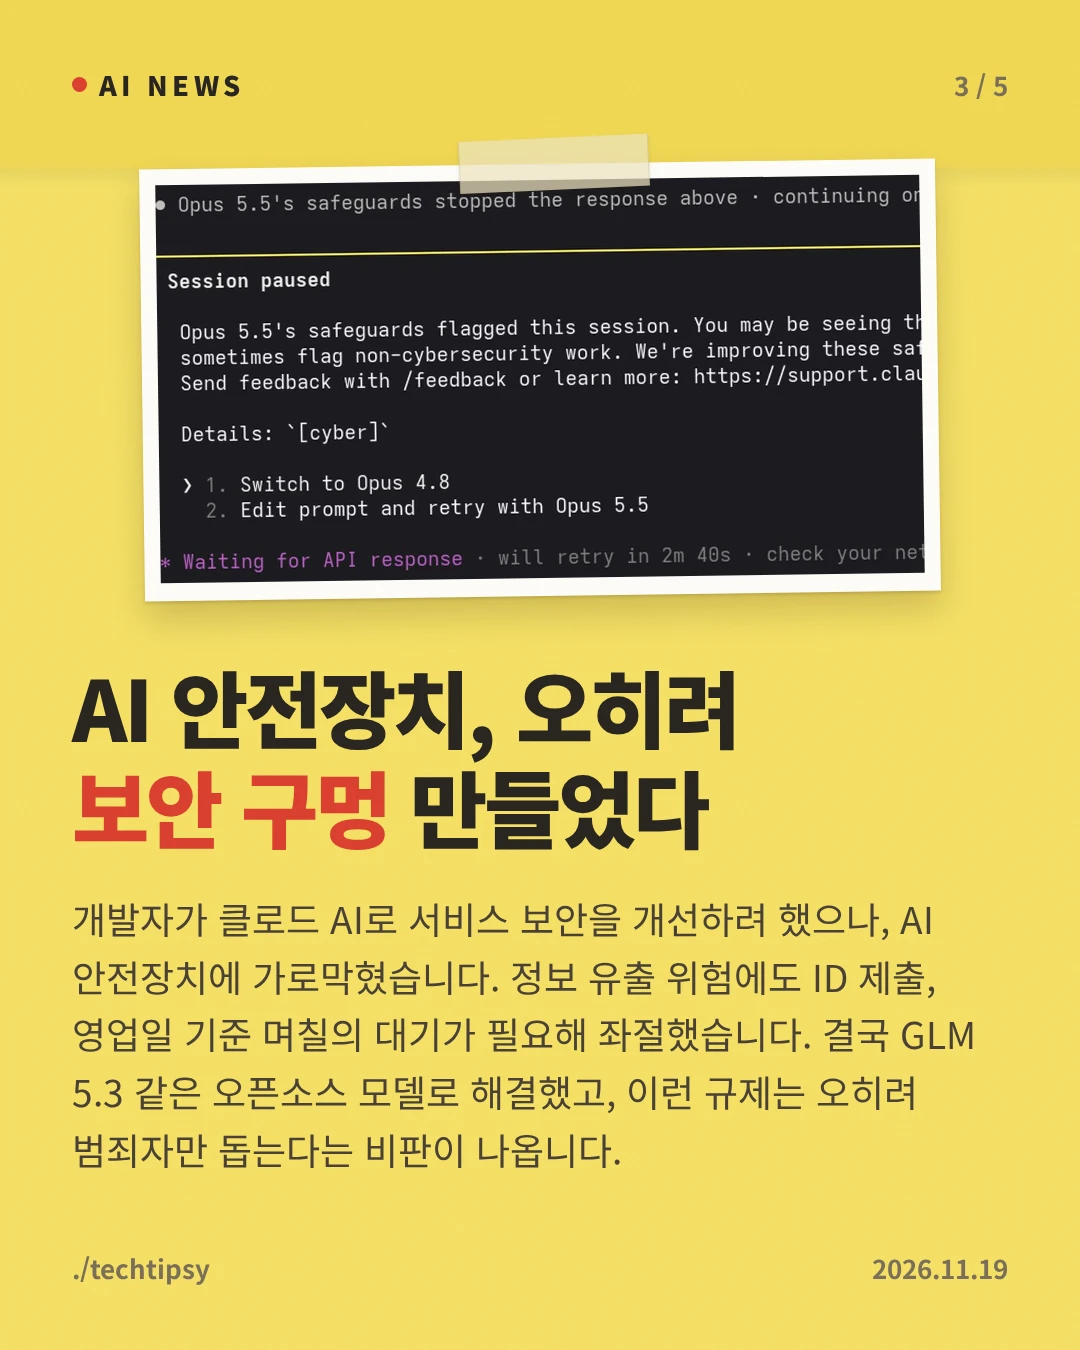 AI NEWS
3 / 5
● Opus 5.5's safeguards stopped the response above · continuing on
Session paused
Opus 5.5's safeguards flagged this session. You may be seeing th
sometimes flag non-cybersecurity work. We're improving these saf
Send feedback with /feedback or learn more: https://support.clau
Details: `[cyber]`
❯ 1. Switch to Opus 4.8
2. Edit prompt and retry with Opus 5.5
* Waiting for API response · will retry in 2m 40s · check your net
AI 안전장치, 오히려
보안 구멍 만들었다
개발자가 클로드 AI로 서비스 보안을 개선하려 했으나, AI
안전장치에 가로막혔습니다. 정보 유출 위험에도 ID 제출,
영업일 기준 며칠의 대기가 필요해 좌절했습니다. 결국 GLM
5.3 같은 오픈소스 모델로 해결했고, 이런 규제는 오히려
범죄자만 돕는다는 비판이 나옵니다.
./techtipsy
2026.11.19